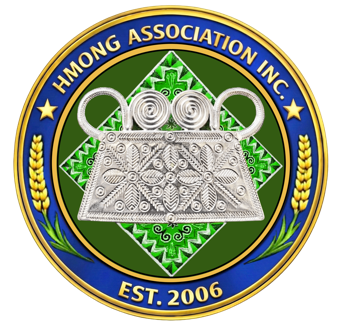 HMONG ASSOCIATION INC.
EST. 2006